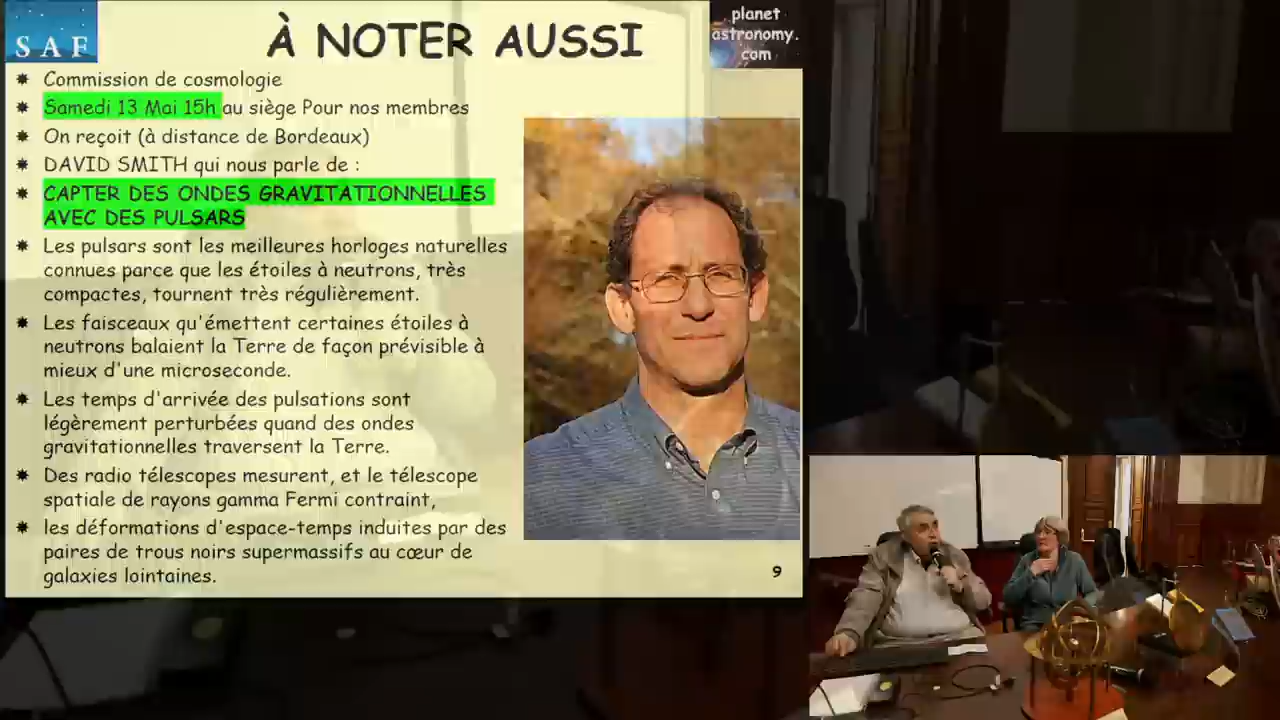 SAF
À NOTER AUSSI
planet
astronomy.
com
Commission de cosmologie
Samedi 13 Mai 15h au siège Pour nos membres
On reçoit (à distance de Bordeaux)
DAVID SMITH qui nous parle de :
CAPTER DES ONDES GRAVITATIONNELLES
AVEC DES PULSARS
Les pulsars sont les meilleures horloges naturelles
connues parce que les étoiles à neutrons, très
compactes, tournent très régulièrement.
Les faisceaux qu'émettent certaines étoiles à
neutrons balaient la Terre de façon prévisible à
mieux d'une microseconde.
Les temps d'arrivée des pulsations sont
légèrement perturbées quand des ondes
gravitationnelles traversent la Terre.
Des radio télescopes mesurent, et le télescope
spatiale de rayons gamma Fermi contraint,
les déformations d'espace-temps induites par des
paires de trous noirs supermassifs au cœur de
galaxies lointaines.
9